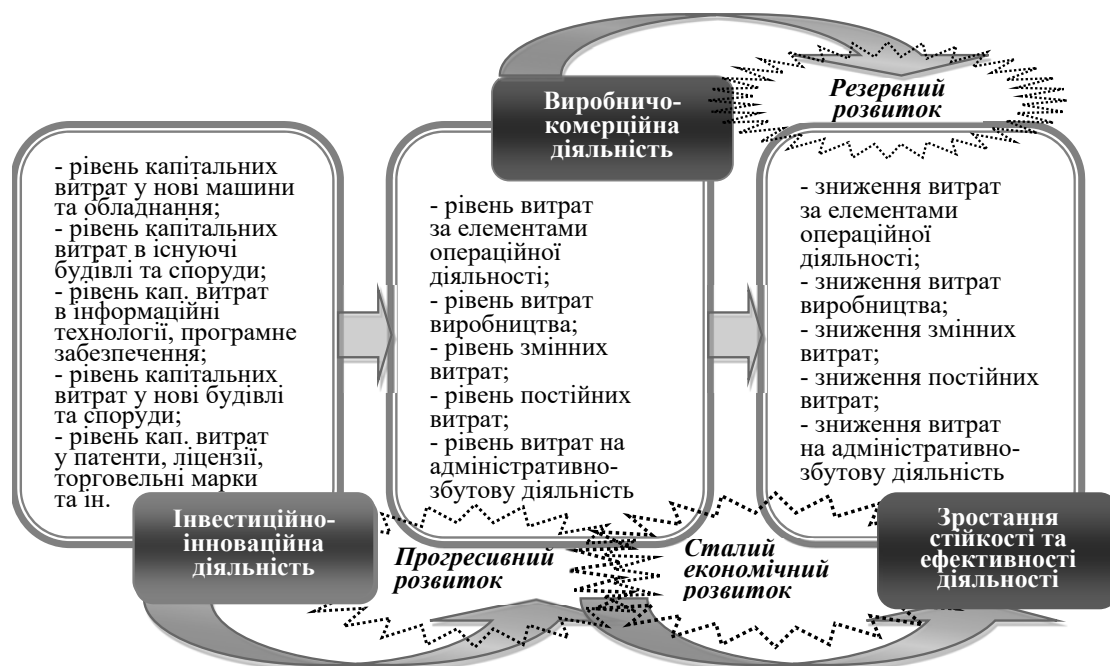 Виробничо-
комерційна
діяльність
Резервний
розвиток
- рівень капітальних
витрат у нові машини
та обладнання;
- рівень капітальних
витрат в існуючі
будівлі та споруди;
- рівень кап. витрат
в інформаційні
технології, програмне
забезпечення;
- рівень капітальних
витрат у нові будівлі
та споруди;
- рівень кап. витрат
у патенти, ліцензії,
торговельні марки
та ін.
- рівень витрат
за елементами
операційної
діяльності;
- рівень витрат
виробництва;
- рівень змінних
витрат;
- рівень постійних
витрат;
- рівень витрат на
адміністративно-
збутову діяльність
- зниження витрат
за елементами
операційної
діяльності;
- зниження витрат
виробництва;
- зниження змінних
витрат;
- зниження постійних
витрат;
- зниження витрат
на адміністративно-
збутову діяльність
Інвестиційно-
інноваційна
діяльність
Прогресивний
розвиток
Сталий
економічний
розвиток
Зростання
стійкості та
ефективності
діяльності